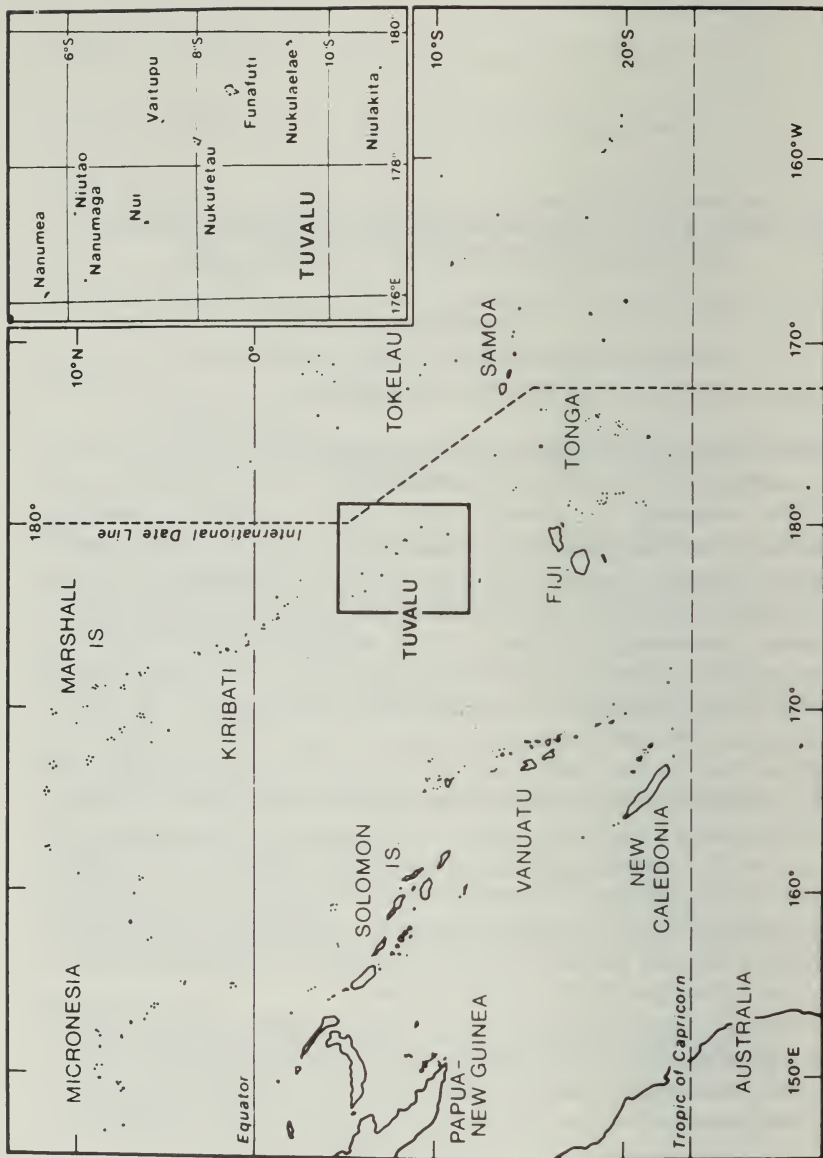 180°
10°N
MARSHALL
IS
MICRONESIA
International Date Line
KIRIBATI
Equator
0°
TOKELAU
SOLOMON
IS.
TUVALU
SAMOA
10°S
PAPUA-
NEW GUINEA
VANUATU
FIJI
TONGA
NEW
CALEDONIA
20°S
Tropic of Capricorn
AUSTRALIA
150°E
160°
170°
180°
170°
160°W
Nanumea
Niutao
Nanumaga
6°S
Nui
Vaitupu
Nukufetau
8°S
Funafuti
Nukulaelae
TUVALU
10°S
Niulakita
176°E
178°
180°